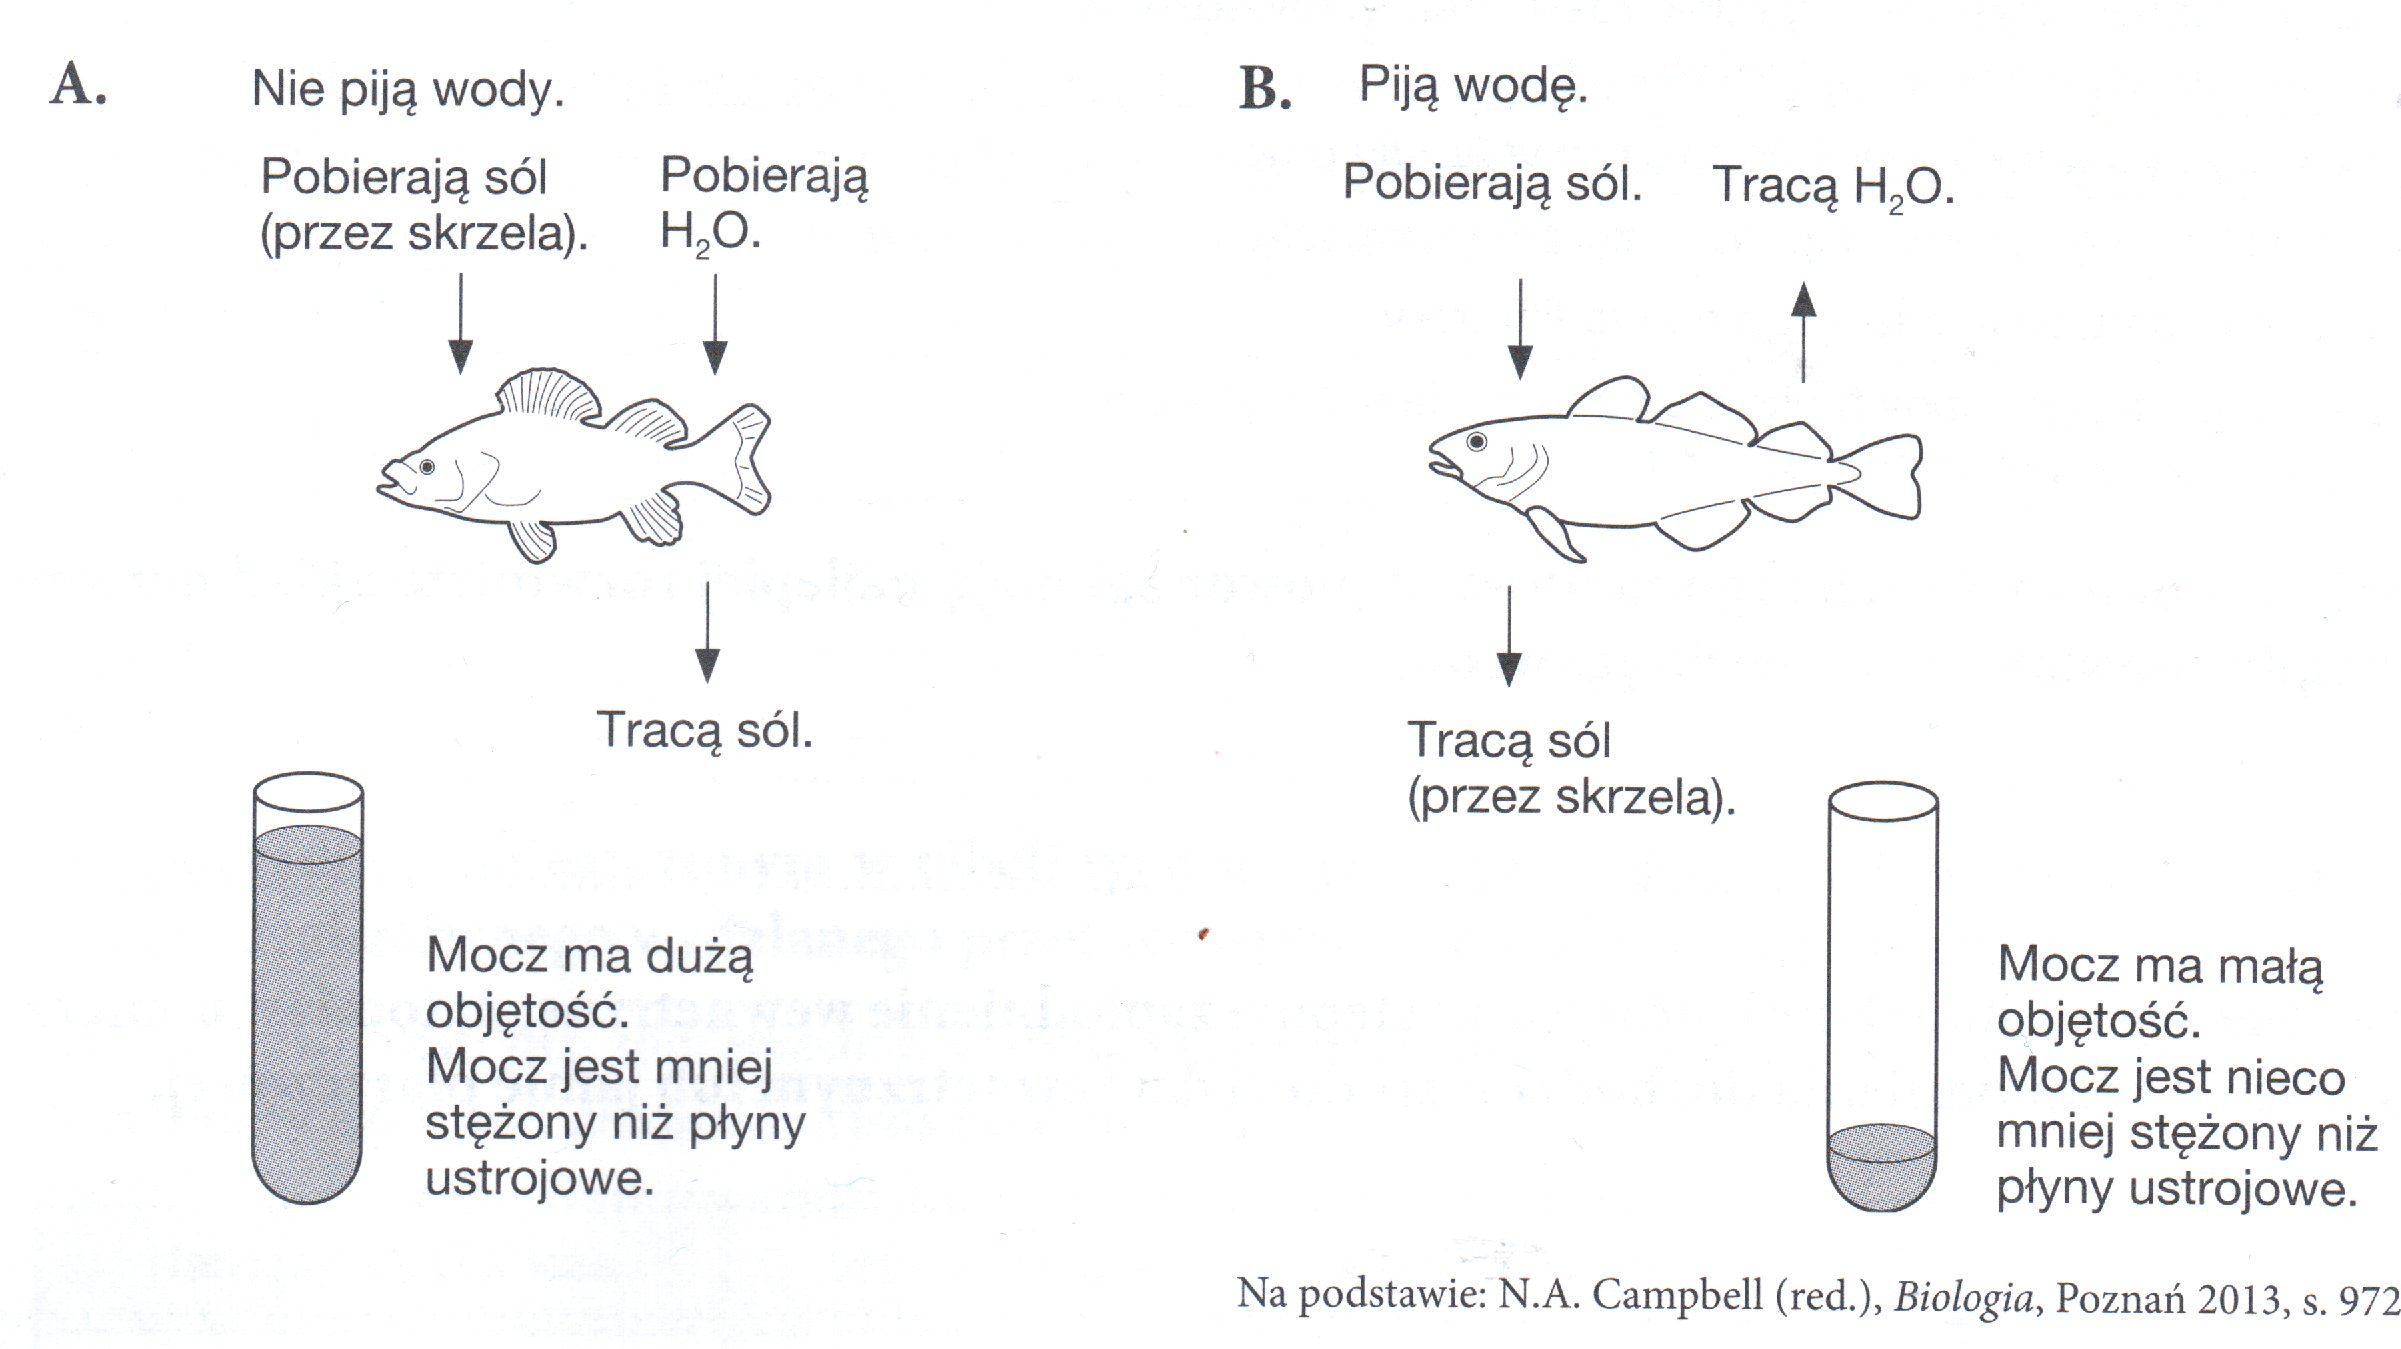 A. Nie piją wody.
Pobierają sól
(przez skrzela).
Pobierają
H₂O.
Tracą sól.
Mocz ma dużą
objętość.
Mocz jest mniej
stężony niż płyny
ustrojowe.
B. Piją wodę.
Pobierają sól.
Tracą H₂O.
Tracą sól
(przez skrzela).
Mocz ma małą
objętość.
Mocz jest nieco
mniej stężony niż
płyny ustrojowe.
Na podstawie: N.A. Campbell (red.), Biologia, Poznań 2013, s. 972